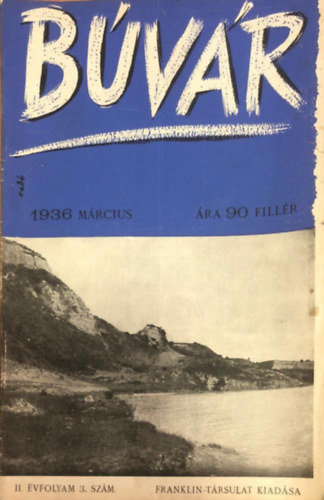 BÚVÁR
1936 MÁRCIUS ÁRA 90 FILLÉR
II. ÉVFOLYAM 3. SZÁM. FRANKLIN-TÁRSULAT KIADÁSA